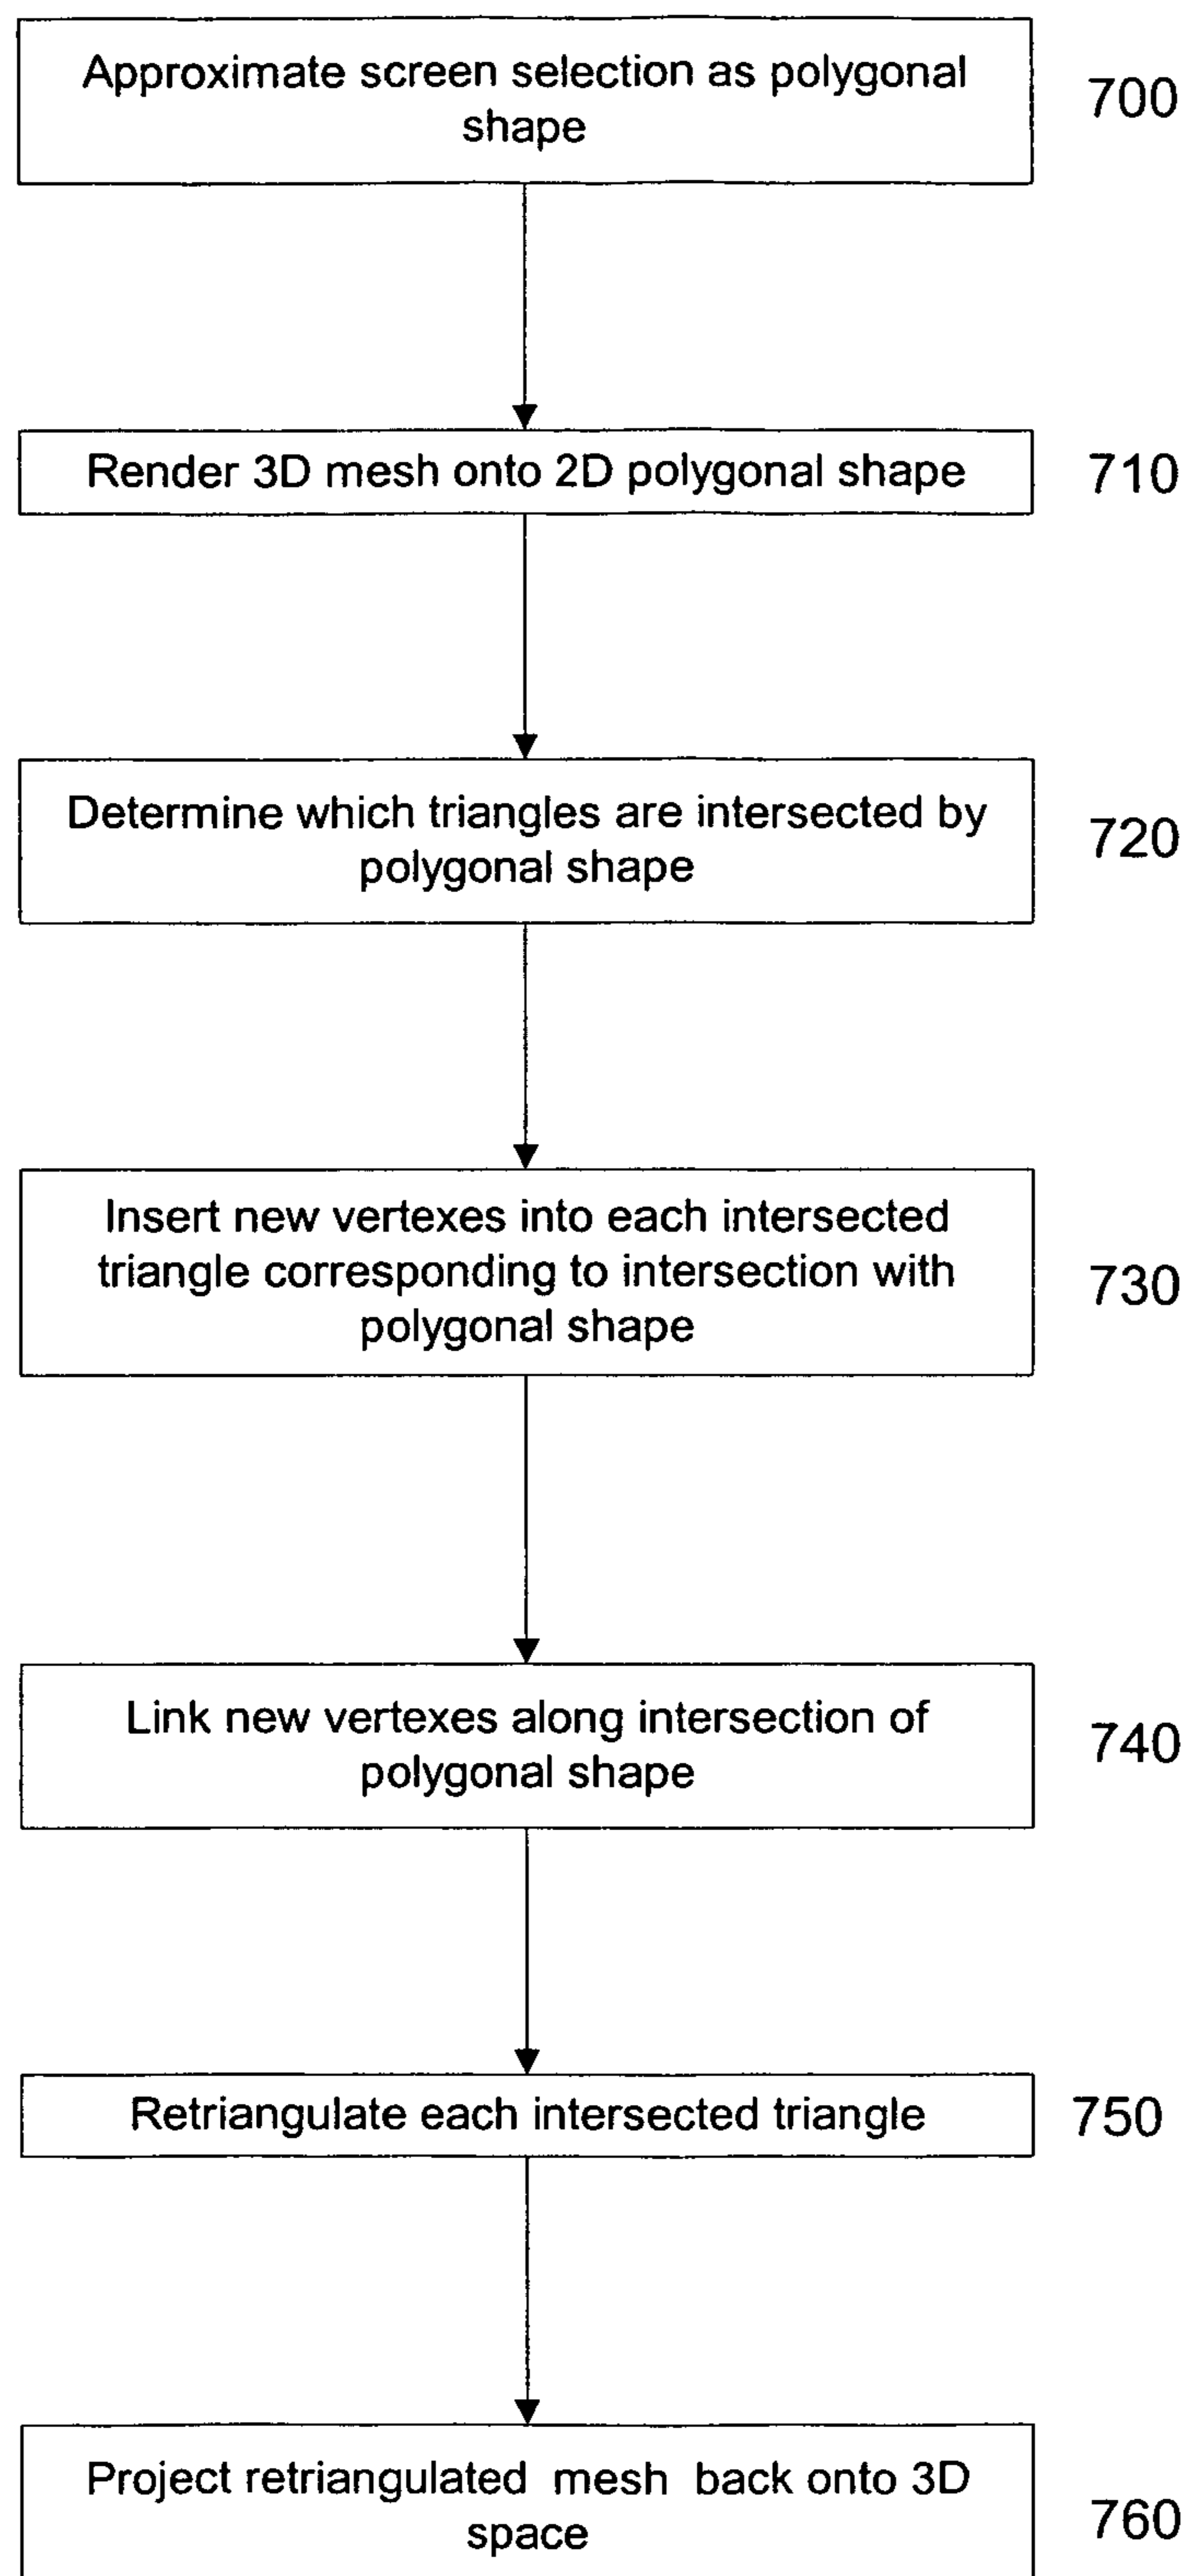 Approximate screen selection as polygonal
shape
700
Render 3D mesh onto 2D polygonal shape
710
Determine which triangles are intersected by
polygonal shape
720
Insert new vertexes into each intersected
triangle corresponding to intersection with
polygonal shape
730
Link new vertexes along intersection of
polygonal shape
740
Retriangulate each intersected triangle
750
Project retriangulated mesh back onto 3D
space
760